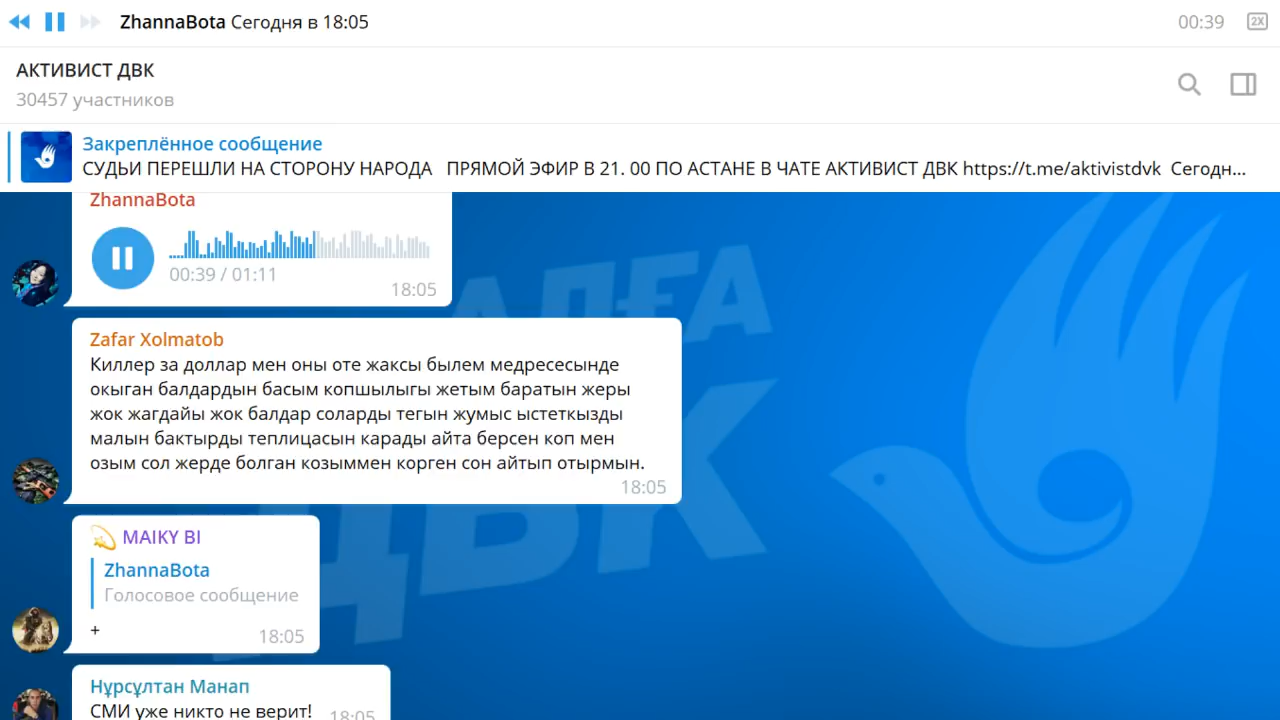 ZhannaBota Сегодня в 18:05
00:39
2X
АКТИВИСТ ДВК
30457 участников
Закреплённое сообщение
СУДЬИ ПЕРЕШЛИ НА СТОРОНУ НАРОДА ПРЯМОЙ ЭФИР В 21. 00 ПО АСТАНЕ В ЧАТЕ АКТИВИСТ ДВК https://t.me/aktivistdvk Сегодн...
ZhannaBota
00:39 / 01:11
18:05
Zafar Xolmatob
Киллер за доллар мен оны оте жаксы былем медресесынде
окыган балдардын басым копшылыгы жетым баратын жеры
жок жагдайы жок балдар соларды тегын жумыс ыстеткызды
малын бактырды теплицасын карады айта берсен коп мен
озым сол жерде болган козыммен корген сон айтып отырмын.
18:05
MAIKY BI
ZhannaBota
Голосовое сообщение
+
18:05
Нұрсұлтан Манап
СМИ уже никто не верит!
18:05
АЛҒА
ДВК